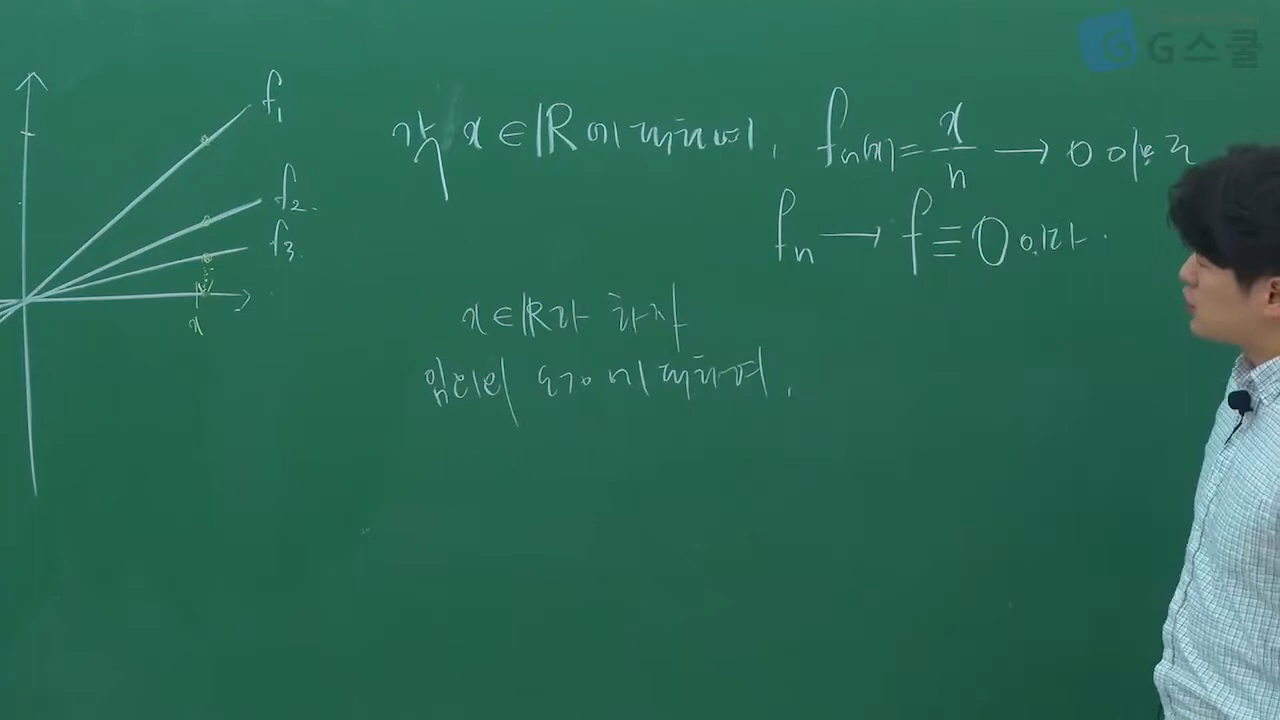 G스쿨
f₁
f₂
f₃
x
각 x∈ℝ에 대하여, fₙ(x)=x/n → 0 이므로
fₙ → f≡0 이다.
x∈ℝ라 하자
임의의 ε>0에 대하여,